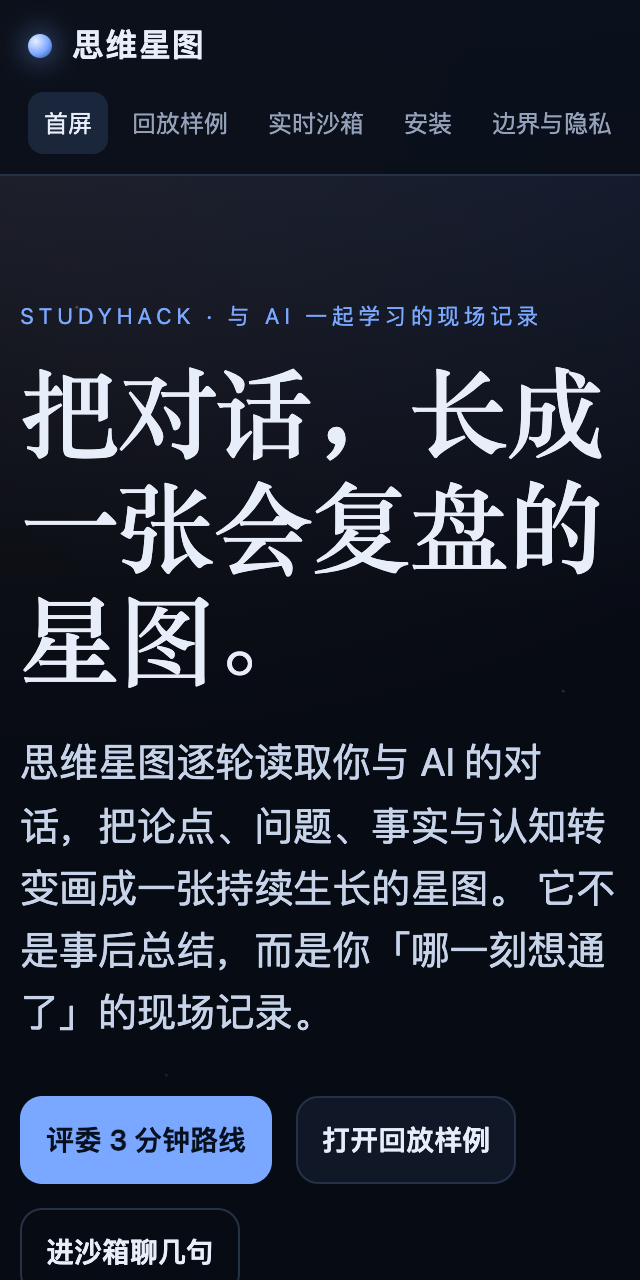 思维星图
首屏 回放样例 实时沙箱 安装 边界与隐私
STUDYHACK · 与 AI 一起学习的现场记录
把对话，长成
一张会复盘的
星图。
思维星图逐轮读取你与 AI 的对
话，把论点、问题、事实与认知转
变画成一张持续生长的星图。 它不
是事后总结，而是你「哪一刻想通
了」的现场记录。
评委 3 分钟路线 打开回放样例
进沙箱聊几句